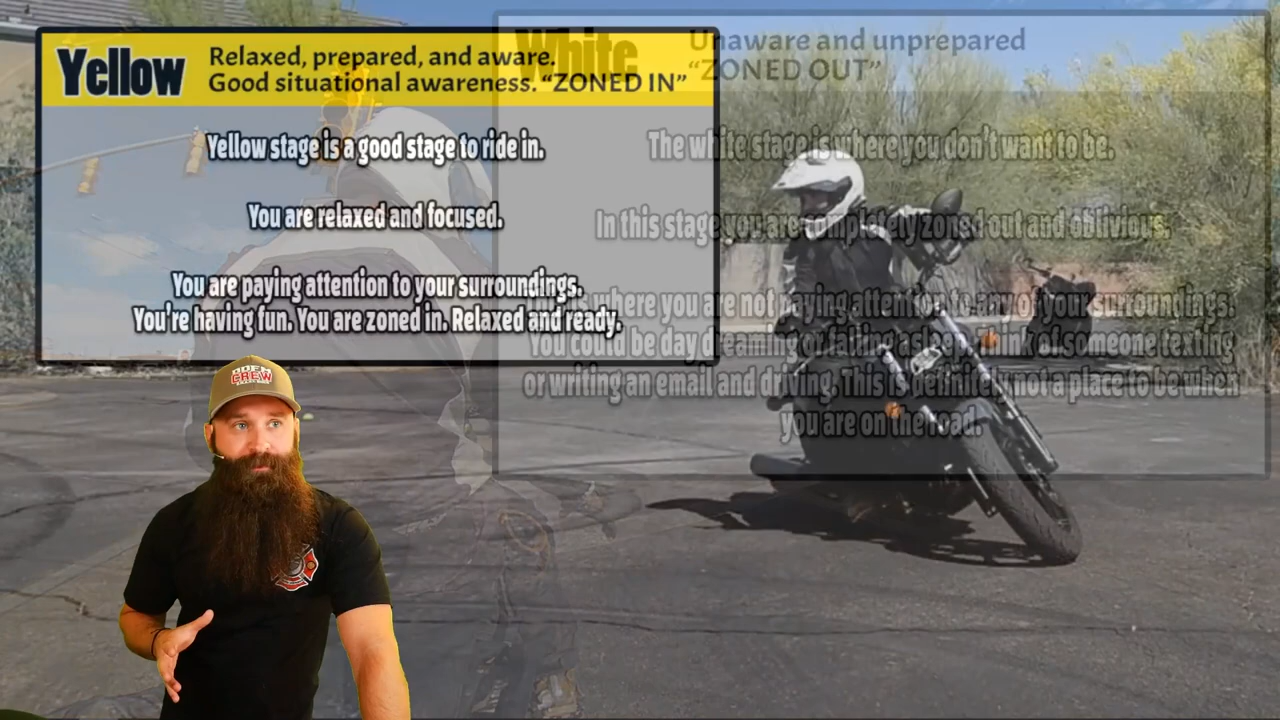 Yellow
Relaxed, prepared, and aware.
Good situational awareness. “ZONED IN”
Yellow stage is a good stage to ride in.
You are relaxed and focused.
You are paying attention to your surroundings.
You're having fun. You are zoned in. Relaxed and ready.
White
Unaware and unprepared
“ZONED OUT”
The white stage is where you don't want to be.
In this stage you are completely zoned out and oblivious.
where you are not paying attention to any of your surroundings.
You could be day dreaming or falling asleep. Think of someone texting
or writing an email and driving. This is definitely not a place to be when
you are on the road.
CREW